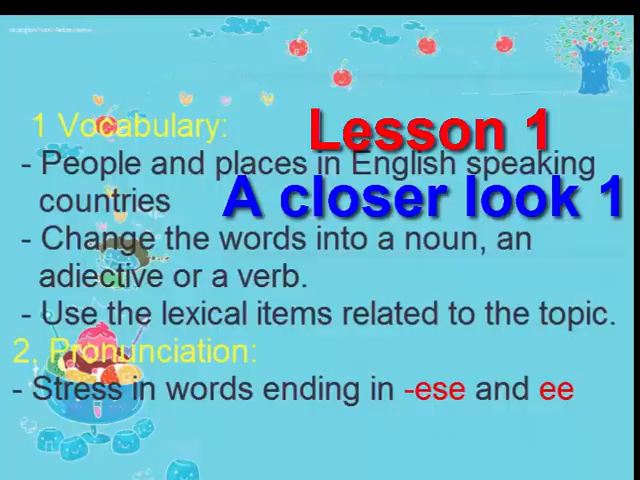 1 Vocabulary:
Lesson 1
- People and places in English speaking
countries
A closer look 1
- Change the words into a noun, an
adiective or a verb.
- Use the lexical items related to the topic.
2, Pronunciation:
- Stress in words ending in -ese and ee